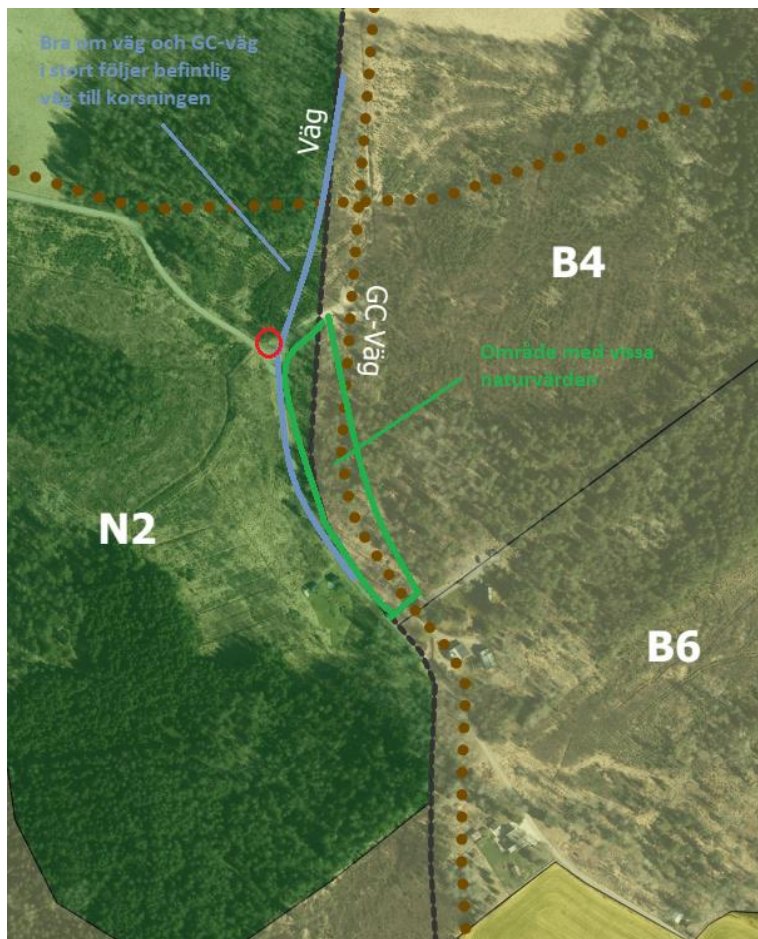 Bra om väg och GC-väg
i stort följer befintlig
väg till korsningen
Väg
B4
GC-Väg
Område med vissa
naturvärden
N2
B6